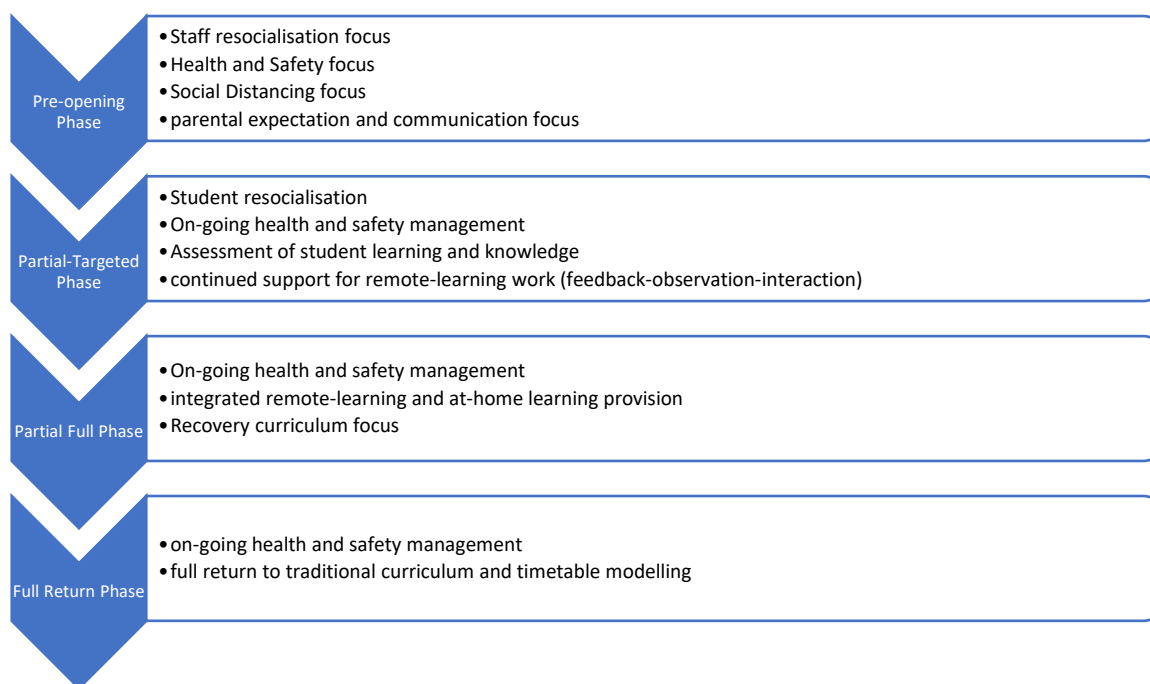 Pre-opening
Phase
•Staff resocialisation focus
•Health and Safety focus
•Social Distancing focus
•parental expectation and communication focus
Partial-Targeted
Phase
•Student resocialisation
•On-going health and safety management
•Assessment of student learning and knowledge
•continued support for remote-learning work (feedback-observation-interaction)
Partial Full Phase
•On-going health and safety management
•integrated remote-learning and at-home learning provision
•Recovery curriculum focus
Full Return Phase
•on-going health and safety management
•full return to traditional curriculum and timetable modelling